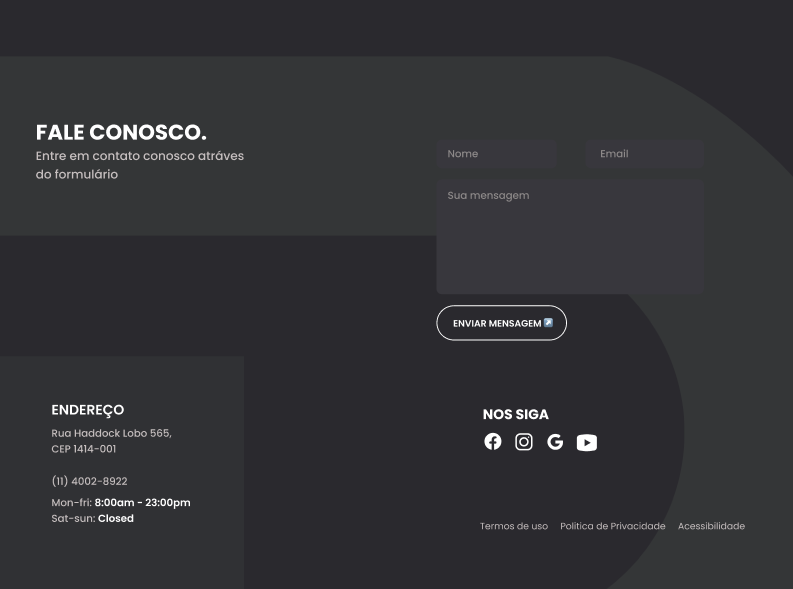 FALE CONOSCO.
Entre em contato conosco atráves
do formulário
Nome
Email
Sua mensagem
ENVIAR MENSAGEM ↗
ENDEREÇO
Rua Haddock Lobo 565,
CEP 1414-001
(11) 4002-8922
Mon-fri: 8:00am - 23:00pm
Sat-sun: Closed
NOS SIGA
Termos de uso Política de Privacidade Acessibilidade